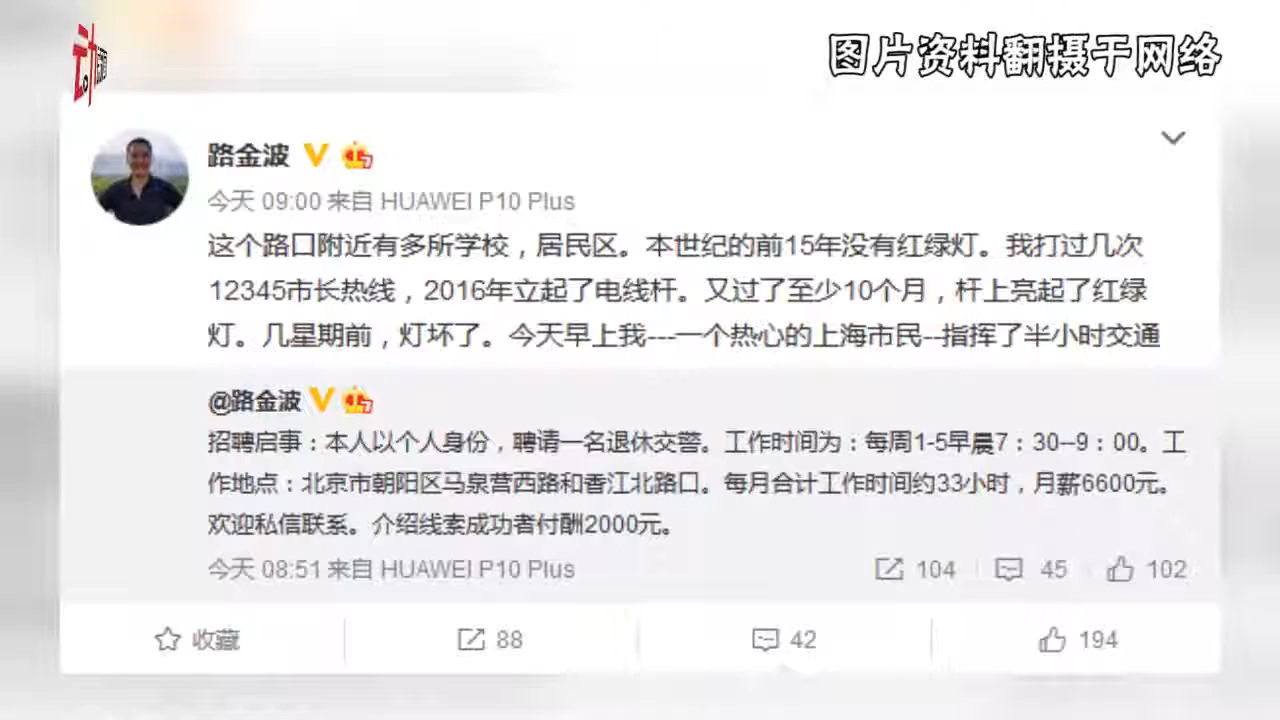 图片资料翻摄于网络
路金波
今天 09:00 来自 HUAWEI P10 Plus
这个路口附近有多所学校，居民区。本世纪的前15年没有红绿灯。我打过几次
12345市长热线，2016年立起了电线杆。又过了至少10个月，杆上亮起了红绿
灯。几星期前，灯坏了。今天早上我---一个热心的上海市民--指挥了半小时交通
@路金波
招聘启事：本人以个人身份，聘请一名退休交警。工作时间为：每周1-5早晨7：30--9：00。工
作地点：北京市朝阳区马泉营西路和香江北路口。每月合计工作时间约33小时，月薪6600元。
欢迎私信联系。介绍线索成功者付酬2000元。
今天 08:51 来自 HUAWEI P10 Plus 104 45 102
收藏 88 42 194